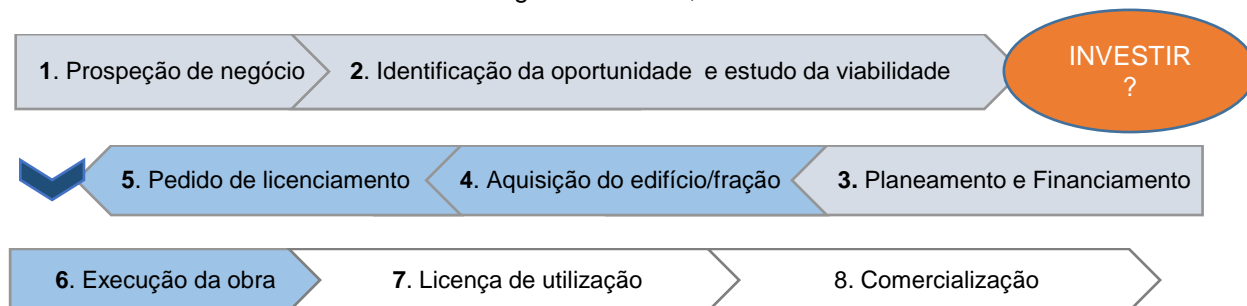 1. Prospeção de negócio
2. Identificação da oportunidade e estudo da viabilidade
INVESTIR
?
5. Pedido de licenciamento
4. Aquisição do edifício/fração
3. Planeamento e Financiamento
6. Execução da obra
7. Licença de utilização
8. Comercialização